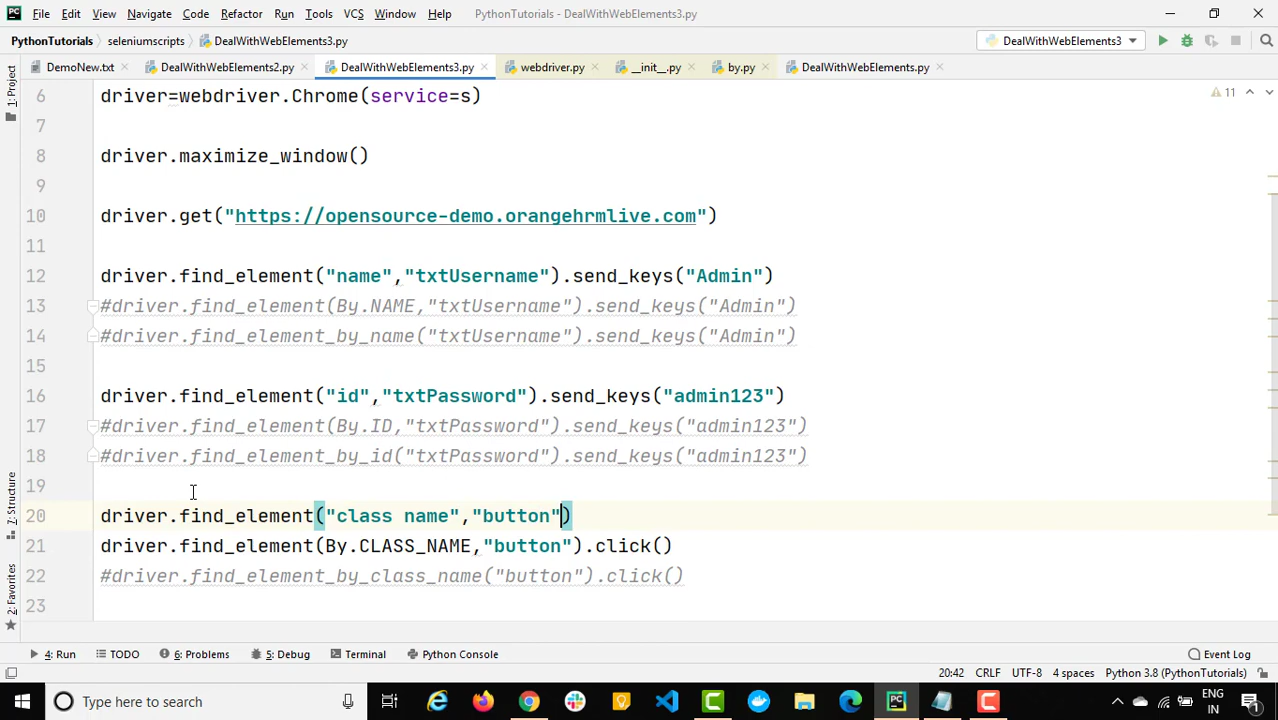 File Edit View Navigate Code Refactor Run Tools VCS Window Help PythonTutorials - DealWithWebElements3.py
PythonTutorials seleniumscripts DealWithWebElements3.py DealWithWebElements3
DemoNew.txt DealWithWebElements2.py DealWithWebElements3.py webdriver.py __init__.py by.py DealWithWebElements.py
1: Project
7: Structure
2: Favorites
6 driver=webdriver.Chrome(service=s) 11
7
8 driver.maximize_window()
9
10 driver.get("https://opensource-demo.orangehrmlive.com")
11
12 driver.find_element("name","txtUsername").send_keys("Admin")
13 #driver.find_element(By.NAME,"txtUsername").send_keys("Admin")
14 #driver.find_element_by_name("txtUsername").send_keys("Admin")
15
16 driver.find_element("id","txtPassword").send_keys("admin123")
17 #driver.find_element(By.ID,"txtPassword").send_keys("admin123")
18 #driver.find_element_by_id("txtPassword").send_keys("admin123")
19
20 driver.find_element("class name","button")
21 driver.find_element(By.CLASS_NAME,"button").click()
22 #driver.find_element_by_class_name("button").click()
23
4: Run TODO 6: Problems 5: Debug Terminal Python Console Event Log
20:42 CRLF UTF-8 4 spaces Python 3.8 (PythonTutorials)
Type here to search ENG
IN